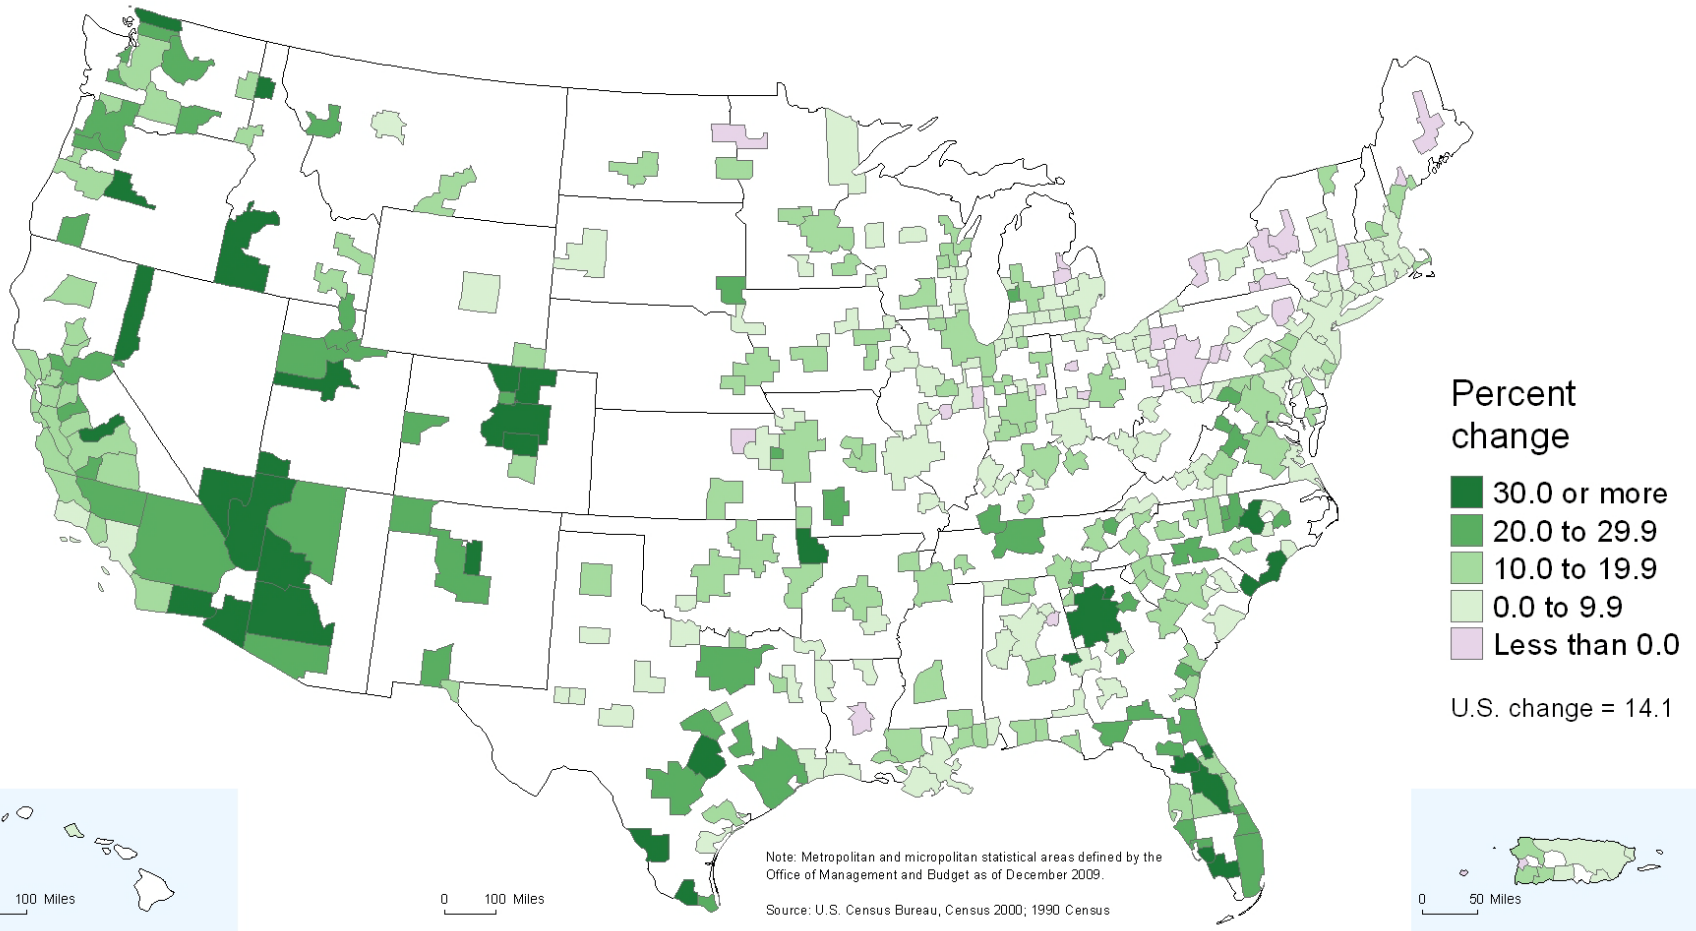 Percent
change
30.0 or more
20.0 to 29.9
10.0 to 19.9
0.0 to 9.9
Less than 0.0
U.S. change = 14.1
Note: Metropolitan and micropolitan statistical areas defined by the
Office of Management and Budget as of December 2009.
Source: U.S. Census Bureau, Census 2000; 1990 Census
100 Miles
0 100 Miles
0 50 Miles